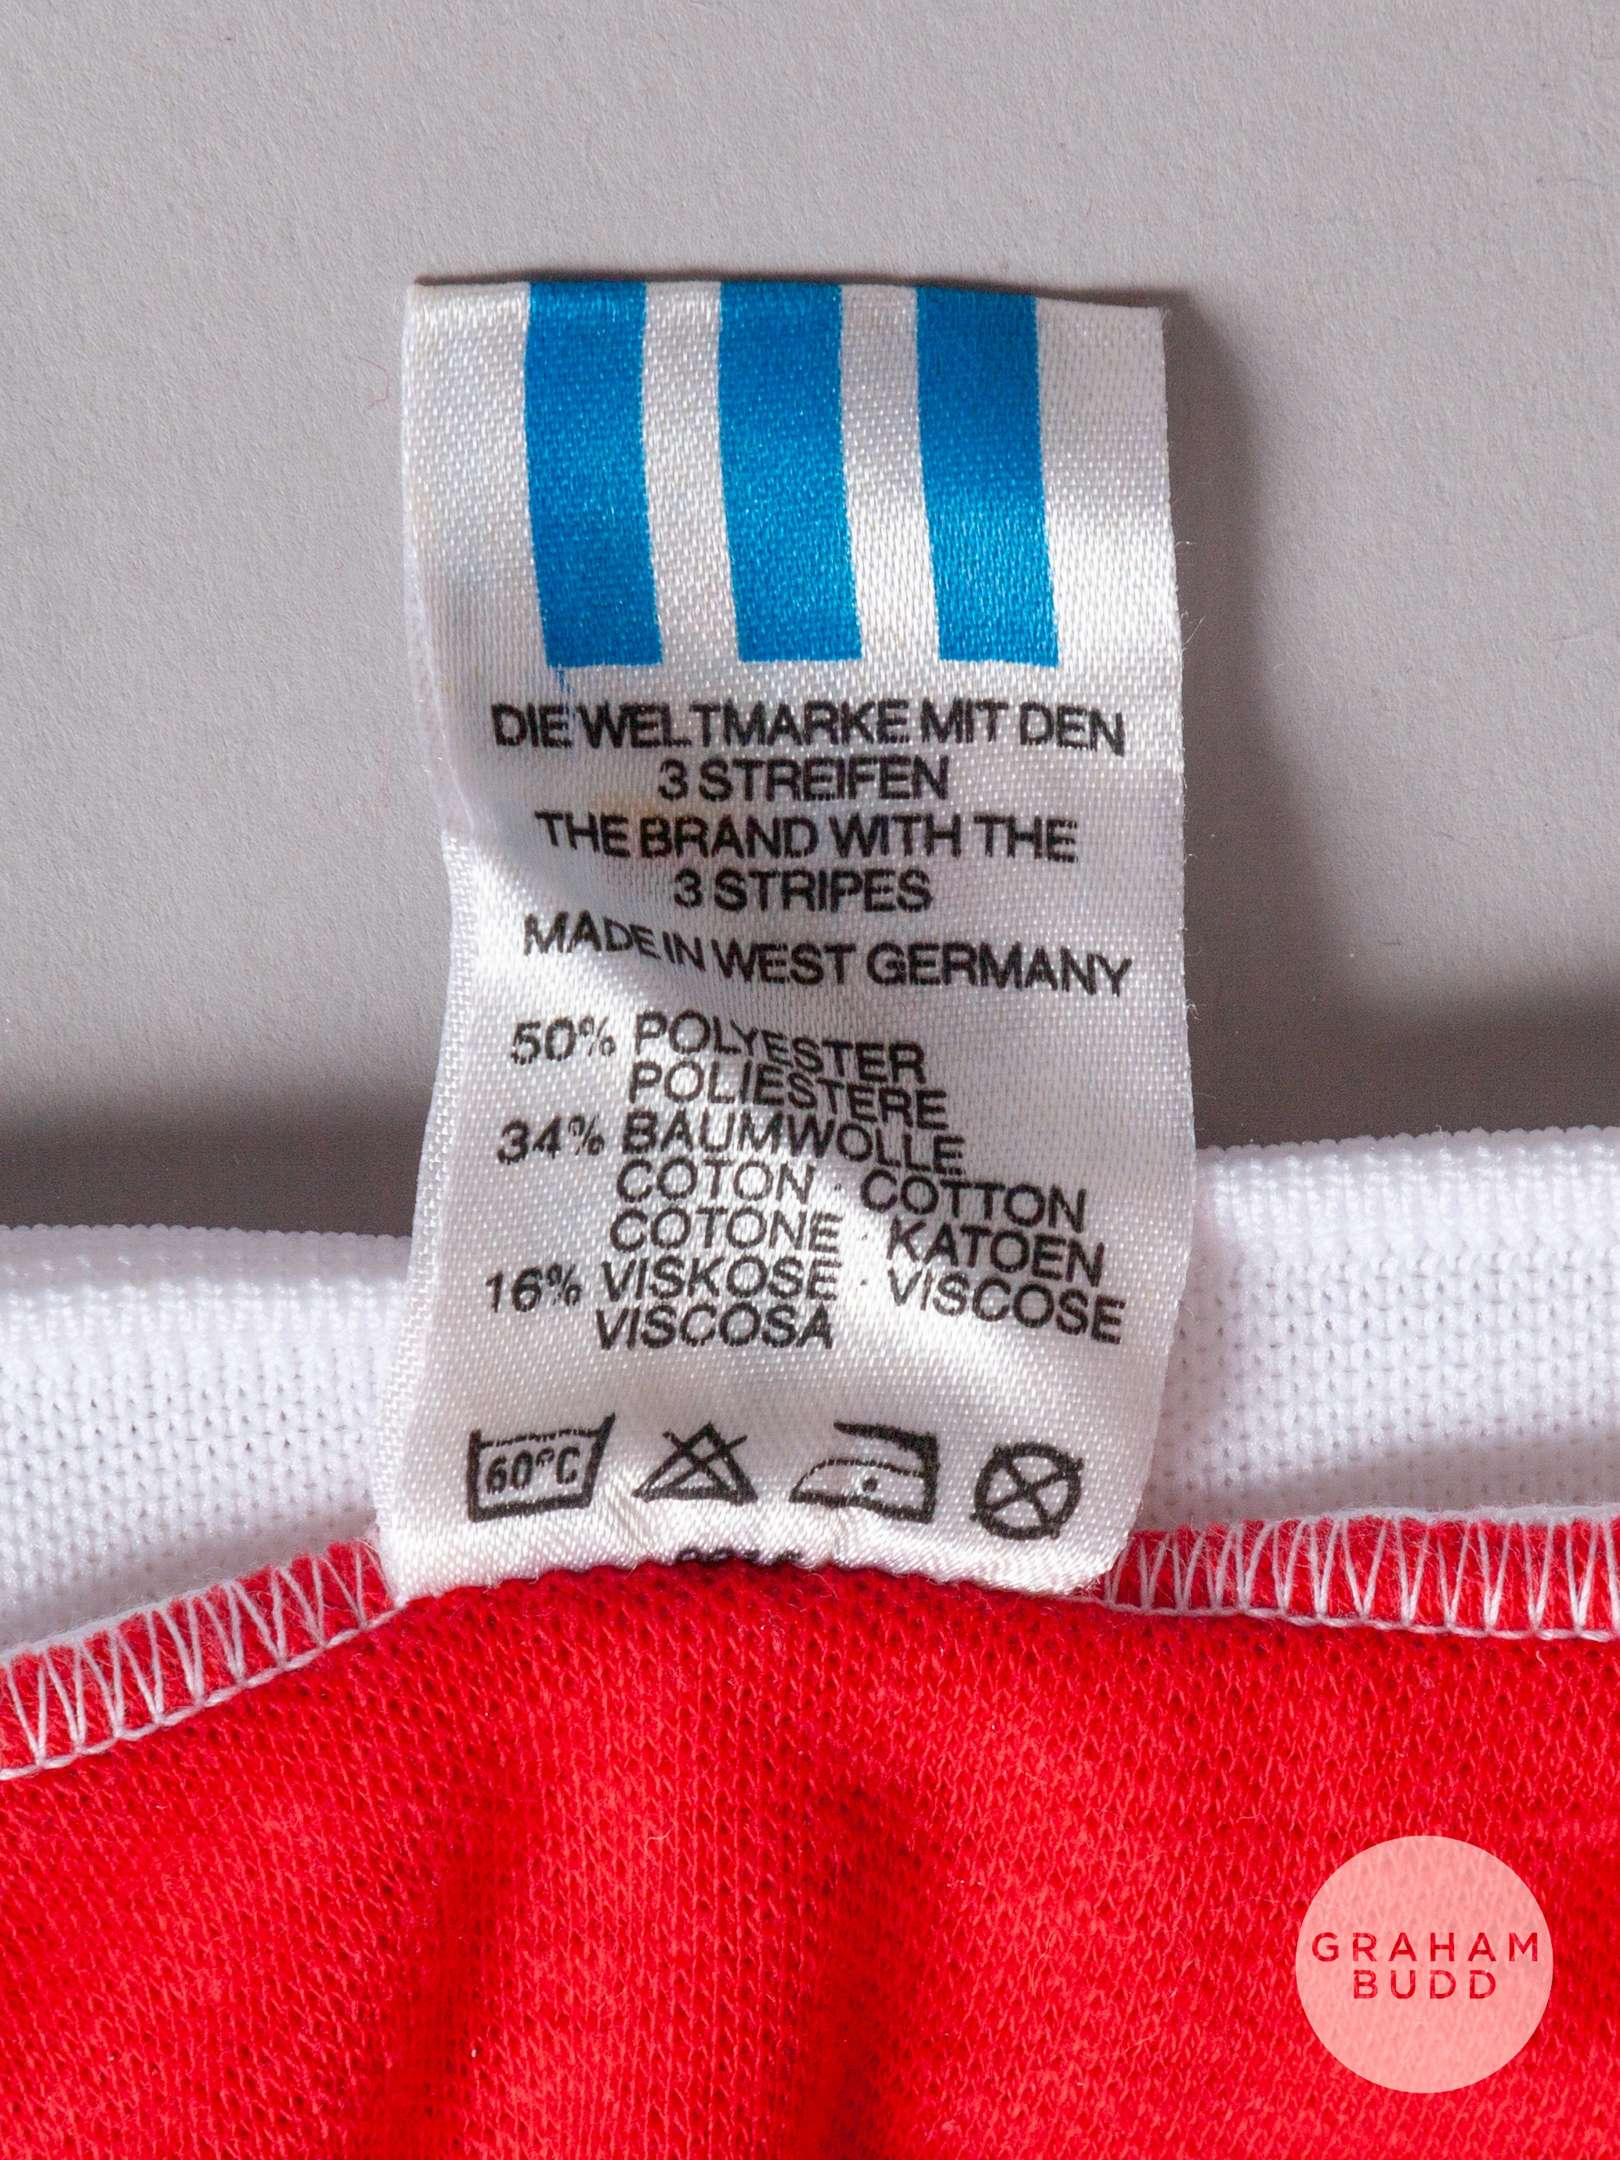 DIE WELTMARKE MIT DEN
3 STREIFEN
THE BRAND WITH THE
3 STRIPES
MADE IN WEST GERMANY
50% POLYESTER
POLIESTERE
34% BAUMWOLLE
COTON · COTTON
COTONE · KATOEN
16% VISKOSE · VISCOSE
VISCOSA
60°C
GRAHAM
BUDD